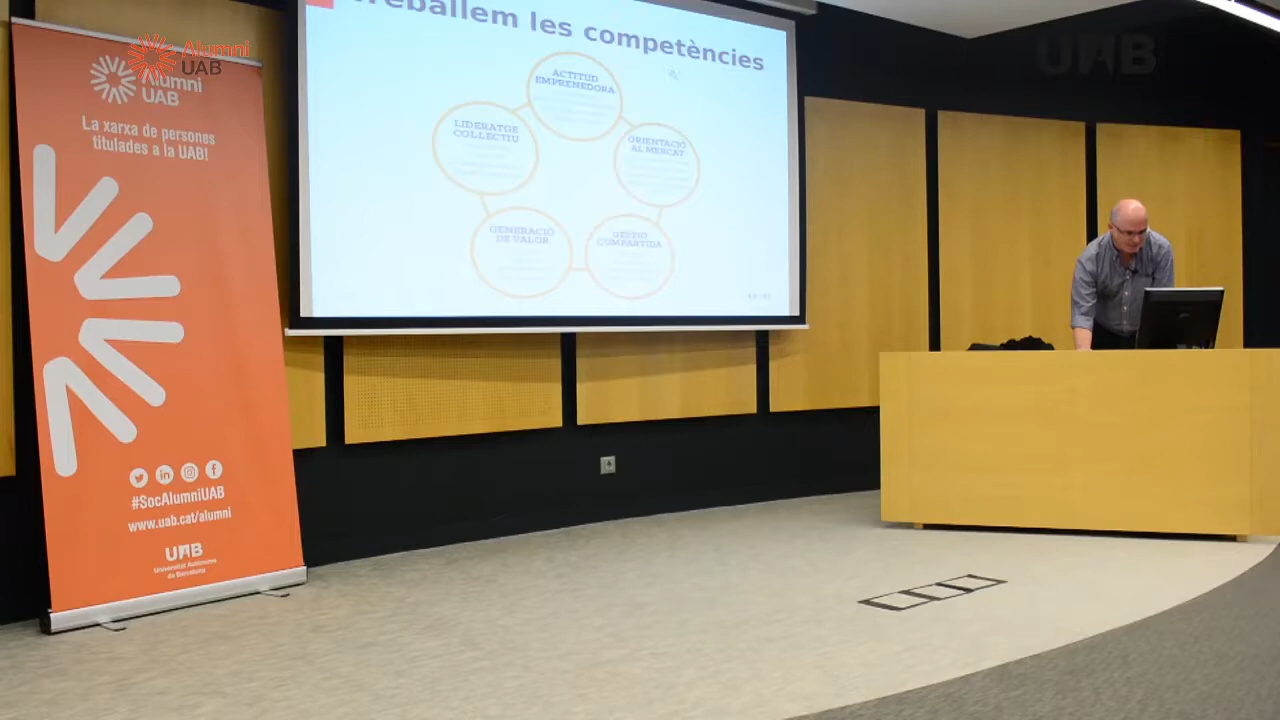 Alumni
UAB
Alumni
UAB
La xarxa de persones
titulades a la UAB!
#SocAlumniUAB
www.uab.cat/alumni
UAB
Universitat Autònoma
de Barcelona
treballem les competències
ACTITUD
EMPRENEDORA
LIDERATGE
COL·LECTIU
ORIENTACIÓ
AL MERCAT
GENERACIÓ
DE VALOR
GESTIÓ
COMPARTIDA
UAB